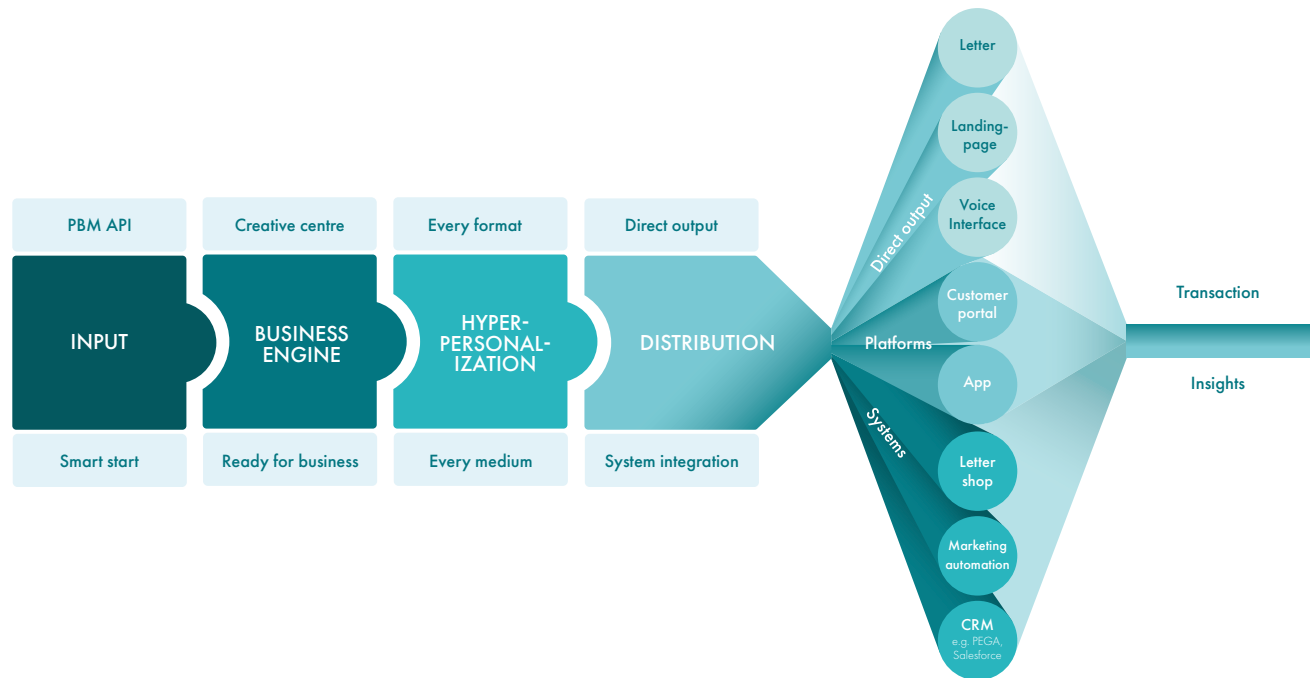 PBM API
INPUT
Smart start
Creative centre
BUSINESS
ENGINE
Ready for business
Every format
HYPER-
PERSONAL-
IZATION
Every medium
Direct output
DISTRIBUTION
System integration
Direct output
Platforms
Systems
Letter
Landing-
page
Voice
Interface
Customer
portal
App
Letter
shop
Marketing
automation
CRM
e.g. PEGA,
Salesforce
Transaction
Insights